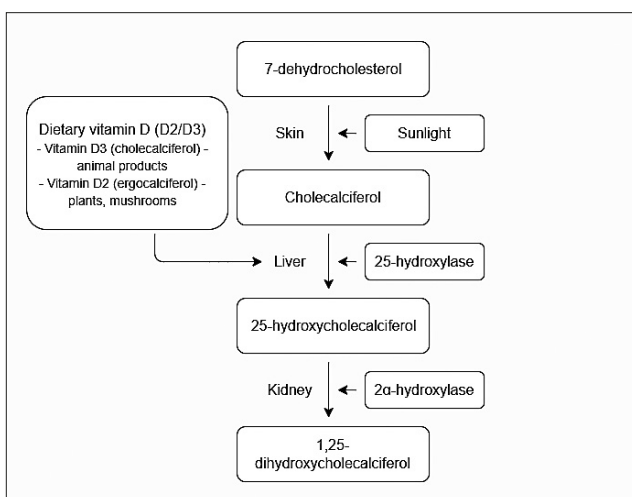 7-dehydrocholesterol
Dietary vitamin D (D2/D3)
- Vitamin D3 (cholecalciferol) -
animal products
- Vitamin D2 (ergocalciferol) -
plants, mushrooms
Skin
Sunlight
Cholecalciferol
Liver
25-hydroxylase
25-hydroxycholecalciferol
Kidney
2α-hydroxylase
1,25-
dihydroxycholecalciferol